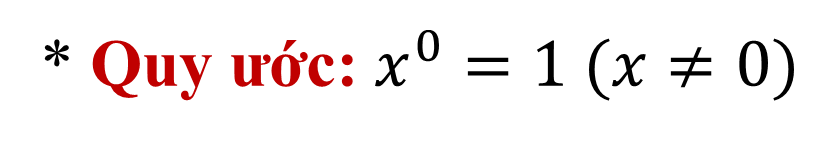 * Quy ước: x⁰ = 1 (x ≠ 0)